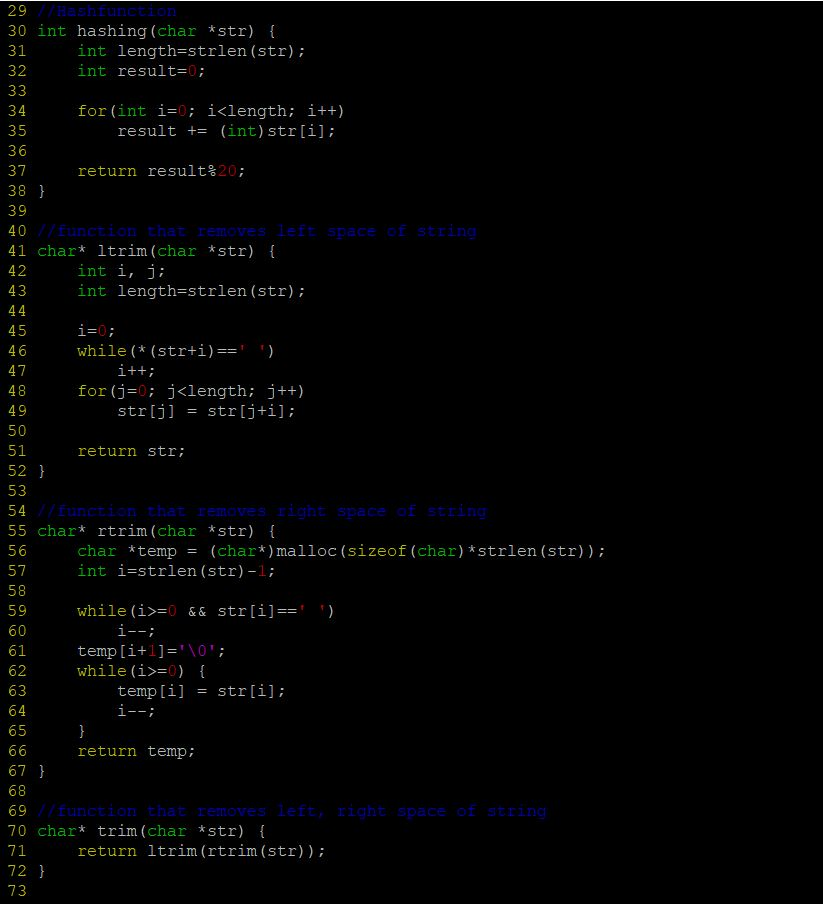 29 //Hashfunction
30 int hashing(char *str) {
31     int length=strlen(str);
32     int result=0;
33
34     for(int i=0; i<length; i++)
35         result += (int)str[i];
36
37     return result%20;
38 }
39
40 //function that removes left space of string
41 char* ltrim(char *str) {
42     int i, j;
43     int length=strlen(str);
44
45     i=0;
46     while(*(str+i)==' ')
47         i++;
48     for(j=0; j<length; j++)
49         str[j] = str[j+i];
50
51     return str;
52 }
53
54 //function that removes right space of string
55 char* rtrim(char *str) {
56     char *temp = (char*)malloc(sizeof(char)*strlen(str));
57     int i=strlen(str)-1;
58
59     while(i>=0 && str[i]==' ')
60         i--;
61     temp[i+1]='\0';
62     while(i>=0) {
63         temp[i] = str[i];
64         i--;
65     }
66     return temp;
67 }
68
69 //function that removes left, right space of string
70 char* trim(char *str) {
71     return ltrim(rtrim(str));
72 }
73